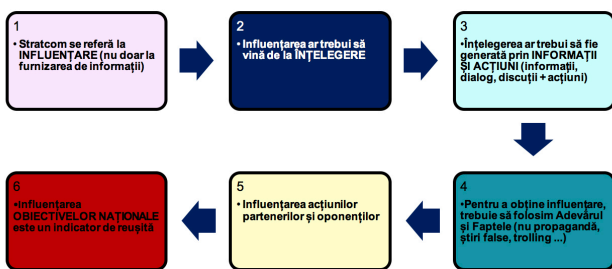 1
• Stratcom se referă la
INFLUENȚARE (nu doar la
furnizarea de informații)
2
• Influențarea ar trebui să
vină de la ÎNȚELEGERE
3
• Înțelegerea ar trebui să fie
generată prin INFORMAȚII
ȘI ACȚIUNI (informații,
dialog, discuții + acțiuni)
4
• Pentru a obține influențare,
trebuie să folosim Adevărul
și Faptele (nu propagandă,
știri false, trolling ...)
5
• Influențarea acțiunilor
partenerilor și oponenților
6
• Influențarea
OBIECTIVELOR NAȚIONALE
este un indicator de reușită